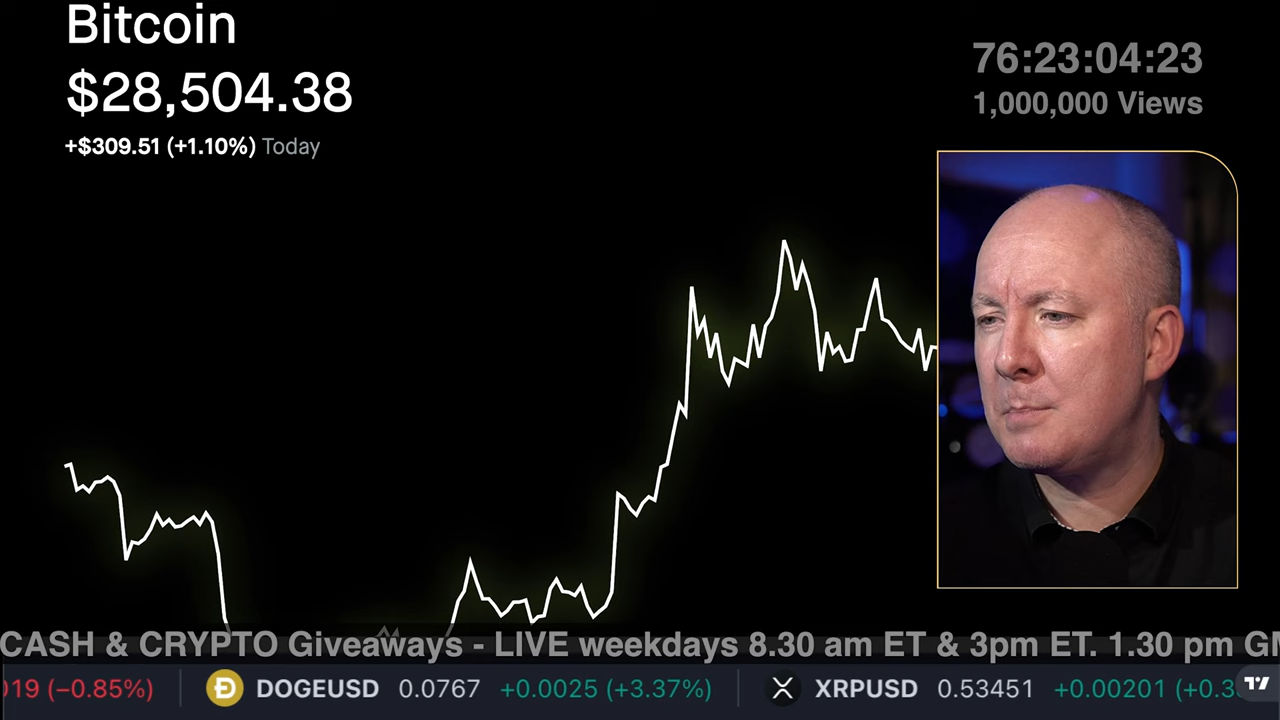 Bitcoin
$28,504.38
+$309.51 (+1.10%) Today
76:23:04:23
1,000,000 Views
CASH & CRYPTO Giveaways - LIVE weekdays 8.30 am ET & 3pm ET. 1.30 pm
019 (−0.85%) DOGEUSD 0.0767 +0.0025 (+3.37%) XRPUSD 0.53451 +0.00201 (+0.3